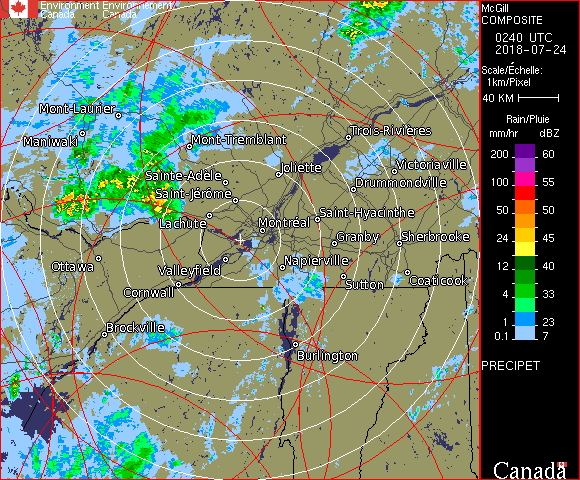 Environment Environnement
Canada Canada
McGill
COMPOSITE
0240 UTC
2018-07-24
Scale/Échelle:
1km/Pixel
40 KM
Rain/Pluie
mm/hr dBZ
200 60
150 55
100 55
50 50
24 45
12 40
4 33
1 23
0.1 7
PRECIPET
Canada
Mont-Laurier
Maniwaki
Mont-Tremblant
Trois-Rivières
Victoriaville
Joliette
Sainte-Adèle
Drummondville
Saint-Jérôme
Lachute
Saint-Hyacinthe
Montréal
Granby
Sherbrooke
Ottawa
Valleyfield
Napierville
Cornwall
Sutton
Coaticook
Brockville
Burlington